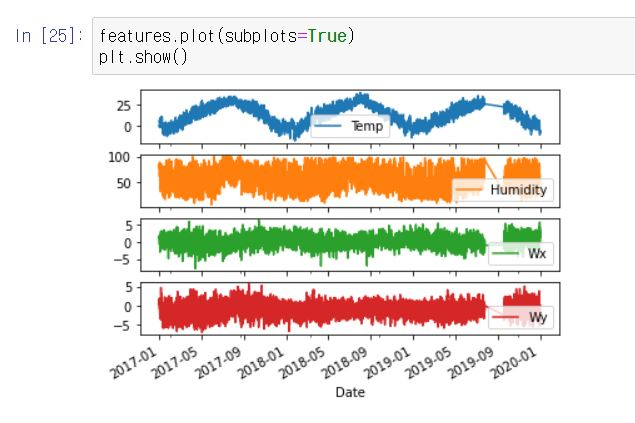 In [25]: features.plot(subplots=True)
plt.show()
25
0
Temp
100
50
Humidity
5
0
−5
Wx
5
0
−5
Wy
2017-01 2017-05 2017-09 2018-01 2018-05 2018-09 2019-01 2019-05 2019-09 2020-01
Date